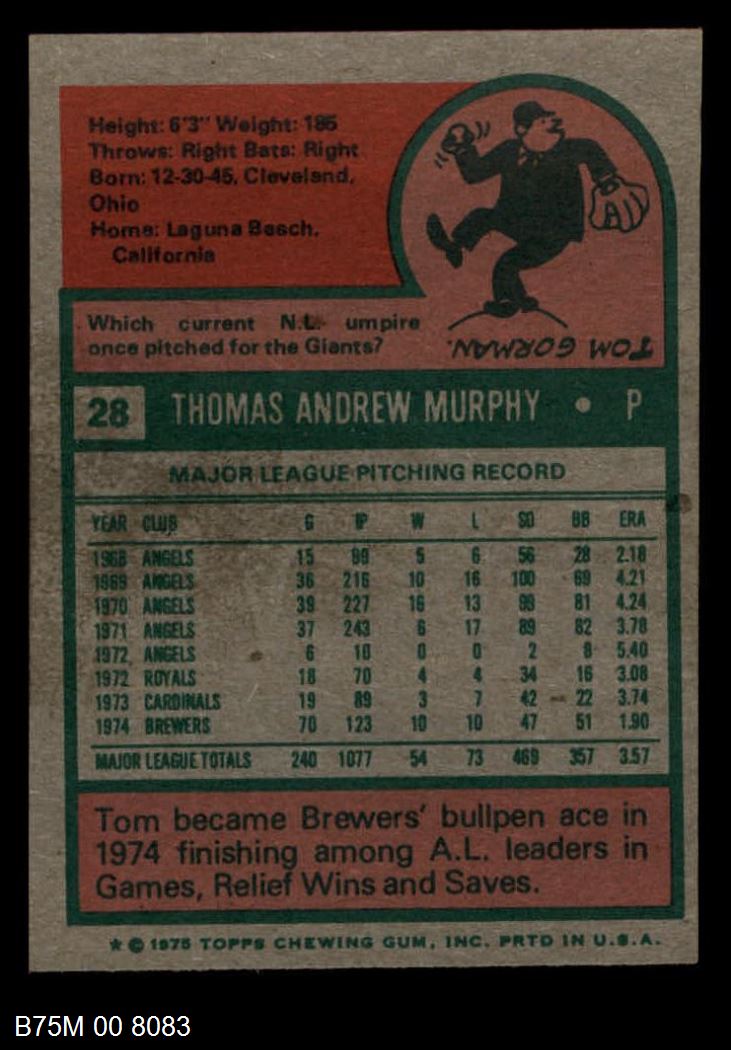 Height: 6'3" Weight: 185
Throws: Right Bats: Right
Born: 12-30-45, Cleveland,
Ohio
Home: Laguna Beach,
California
Which current N.L. umpire
once pitched for the Giants?
A
TOM GORMAN.
28 THOMAS ANDREW MURPHY • P
MAJOR LEAGUE PITCHING RECORD
YEAR CLUB G IP W L SO BB ERA
1968 ANGELS 15 99 5 6 56 28 2.18
1969 ANGELS 36 216 10 16 100 69 4.21
1970 ANGELS 39 227 16 13 99 81 4.24
1971 ANGELS 37 243 6 17 89 82 3.78
1972 ANGELS 6 10 0 0 2 8 5.40
1972 ROYALS 18 70 4 4 34 16 3.08
1973 CARDINALS 19 89 3 7 42 22 3.74
1974 BREWERS 70 123 10 10 47 51 1.90
MAJOR LEAGUE TOTALS 240 1077 54 73 469 357 3.57
Tom became Brewers' bullpen ace in
1974 finishing among A.L. leaders in
Games, Relief Wins and Saves.
★ © 1975 TOPPS CHEWING GUM, INC. PRTD IN U.S.A.
B75M 00 8083